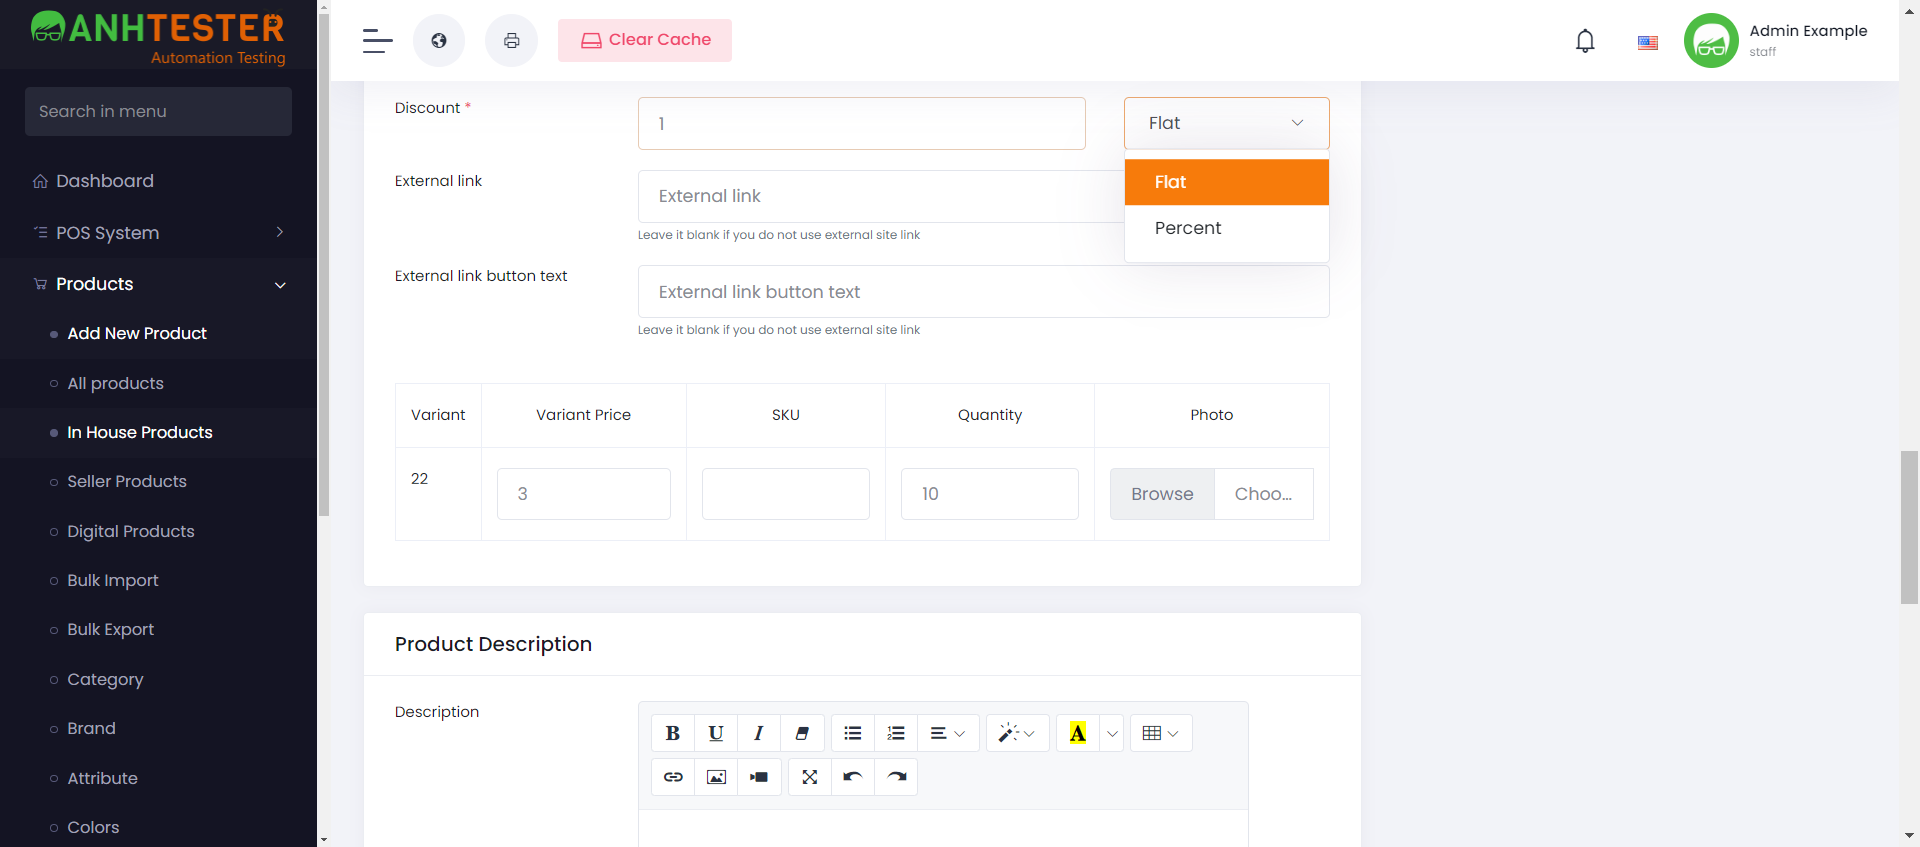 ANHTESTER
Automation Testing
Search in menu
Dashboard
POS System
Products
Add New Product
All products
In House Products
Seller Products
Digital Products
Bulk Import
Bulk Export
Category
Brand
Attribute
Colors
Clear Cache
Admin Example
staff
Discount *
1
Flat
Flat
Percent
External link
External link
Leave it blank if you do not use external site link
External link button text
External link button text
Leave it blank if you do not use external site link
Variant Variant Price SKU Quantity Photo
22 3 10 Browse Choo...
Product Description
Description
B U I A